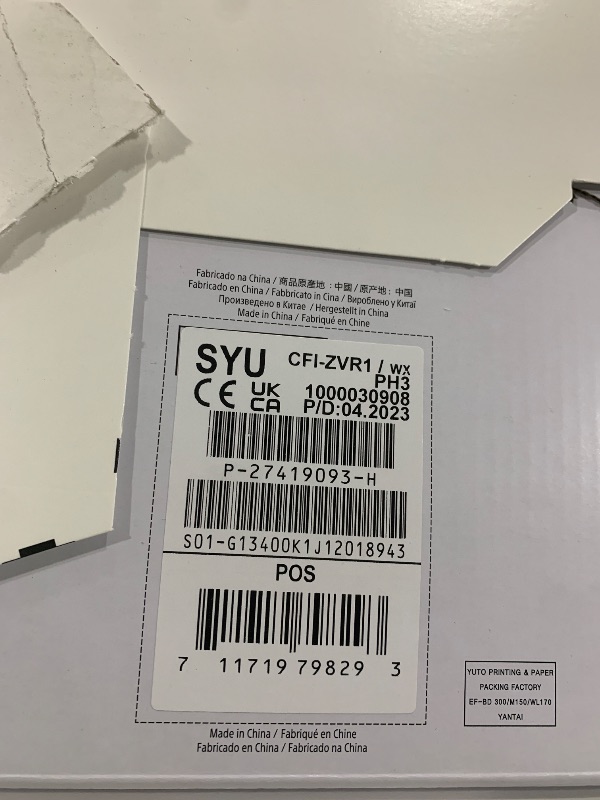 Fabricado na China / 商品原產地：中國 / 原产地：中国
Fabricado en China / Fabbricato in Cina / Вироблено у Китаї
Произведено в Китае / Hergestellt in China
Made in China / Fabriqué en Chine
SYU CFI-ZVR1 / WX
PH3
CE UK CA 1000030908
P/D:04.2023
P-27419093-H
S01-G13400K1J12018943
POS
7 11719 79829 3
YUTO PRINTING & PAPER
PACKING FACTORY
EF-BD 300/M150/WL170
YANTAI
Made in China / Fabriqué en Chine
Fabricado en China / Fabricado na China